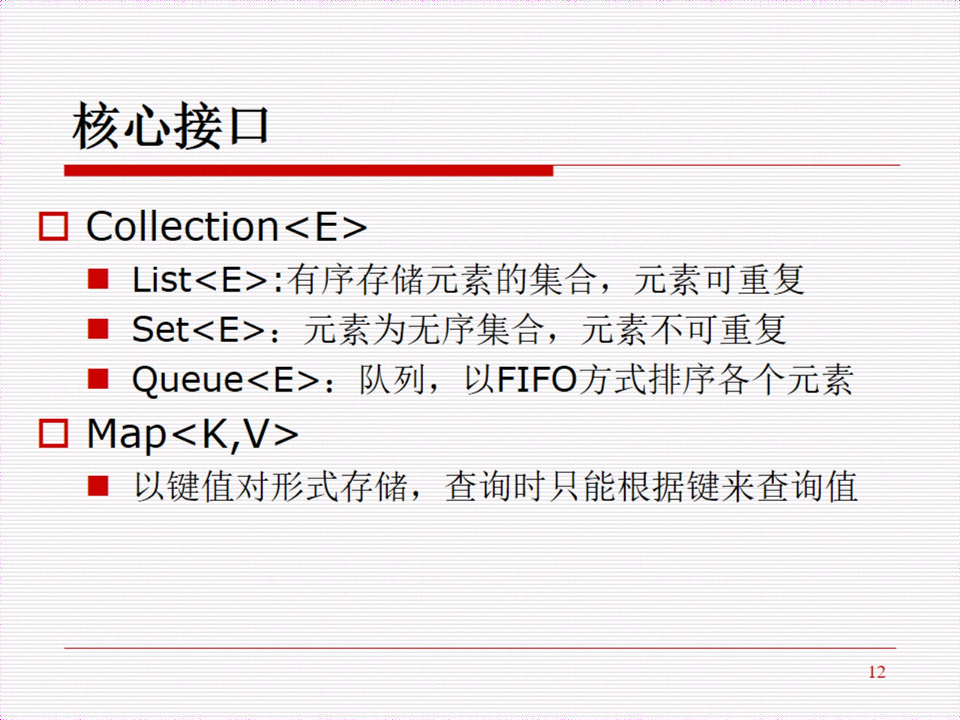 核心接口
Collection<E>
List<E>:有序存储元素的集合，元素可重复
Set<E>：元素为无序集合，元素不可重复
Queue<E>：队列，以FIFO方式排序各个元素
Map<K,V>
以键值对形式存储，查询时只能根据键来查询值
12